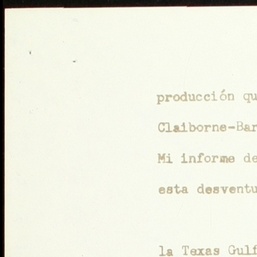 producción qu
Claiborne-Bar
Mi informe de
esta desventu
la Texas Gulf